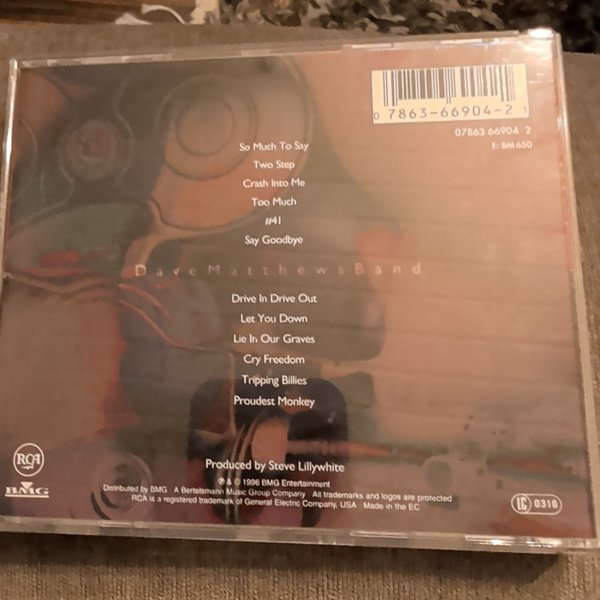 0 7863-66904-2 1
07863 66904 2
F: BM 650
So Much To Say
Two Step
Crash Into Me
Too Much
#41
Say Goodbye
DaveMatthewsBand
Drive In Drive Out
Let You Down
Lie In Our Graves
Cry Freedom
Tripping Billies
Proudest Monkey
Produced by Steve Lillywhite
℗ & © 1996 BMG Entertainment
Distributed by BMG · A Bertelsmann Music Group Company · All trademarks and logos are protected
RCA is a registered trademark of General Electric Company, USA · Made in the EC
RCA
BMG
LC 0316